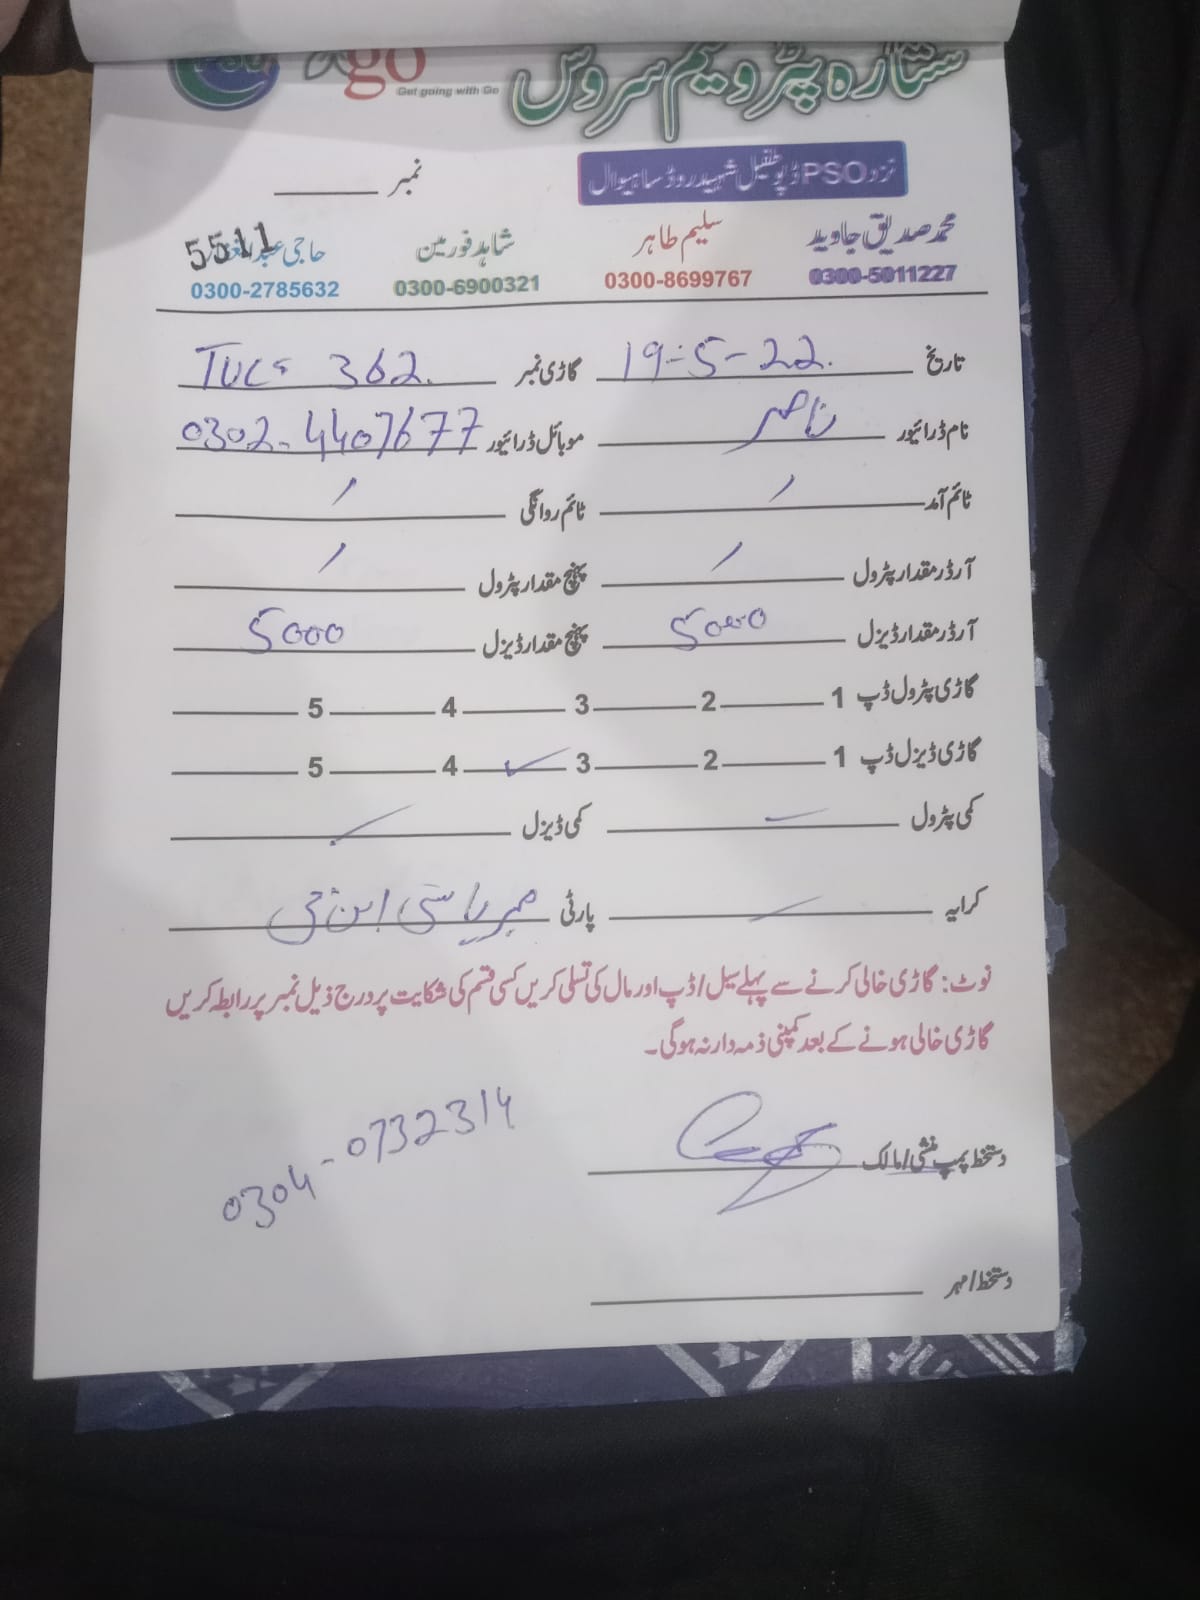 PSO go
Get going with Go
ستارہ پٹرولیم سروس
نزد PSO ڈپو طفیل شہید روڈ ساہیوال
نمبر
5511
محمد صدیق جاوید سلیم طاہر شاہد فورمین حاجی
0300-5011227 0300-8699767 0300-6900321 0300-2785632
تاریخ 19-5-22 گاڑی نمبر 362
نام ڈرائیور ناصر موبائل ڈرائیور 0302-4407677
ٹائم آمد ٹائم روانگی
آرڈر مقدار پٹرول پہنچ مقدار پٹرول
آرڈر مقدار ڈیزل 5000 پہنچ مقدار ڈیزل 5000
گاڑی پٹرول ڈپ 1 2 3 4 5
گاڑی ڈیزل ڈپ 1 2 3 ✓ 4 5
کمی پٹرول کمی ڈیزل
کرایہ پارٹی
نوٹ: گاڑی خالی کرنے سے پہلے سیل/ڈپ اور مال کی تسلی کریں کسی قسم کی شکایت پر درج ذیل نمبر پر رابطہ کریں
گاڑی خالی ہونے کے بعد کمپنی ذمہ دار نہ ہوگی۔
0304-0732314
دستخط پمپ منشی/مالک
دستخط/مہر